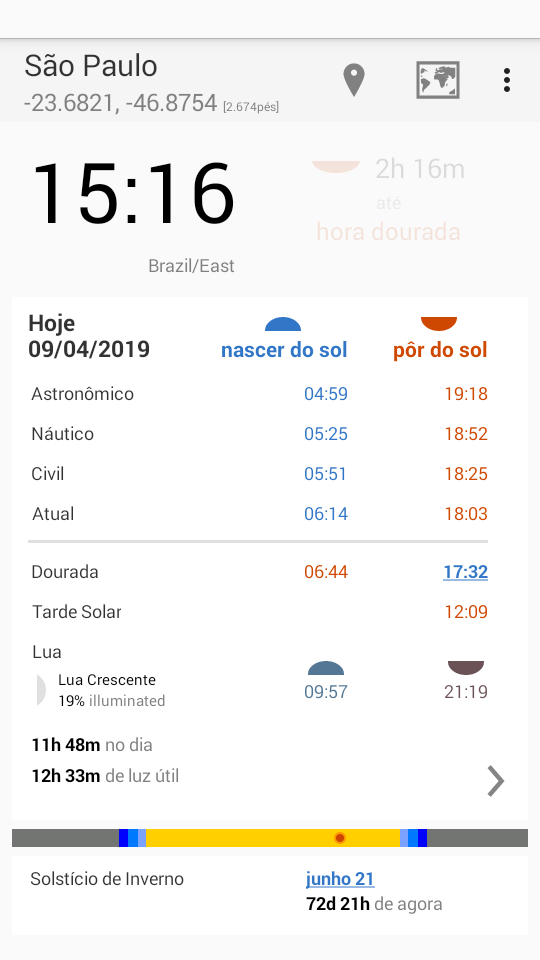 São Paulo
-23.6821, -46.8754 [2.674pés]
15:16
2h 16m
até
hora dourada
Brazil/East
Hoje
09/04/2019
nascer do sol
pôr do sol
Astronômico 04:59 19:18
Náutico 05:25 18:52
Civil 05:51 18:25
Atual 06:14 18:03
Dourada 06:44 17:32
Tarde Solar 12:09
Lua
Lua Crescente
19% illuminated
09:57 21:19
11h 48m no dia
12h 33m de luz útil
Solstício de Inverno junho 21
72d 21h de agora